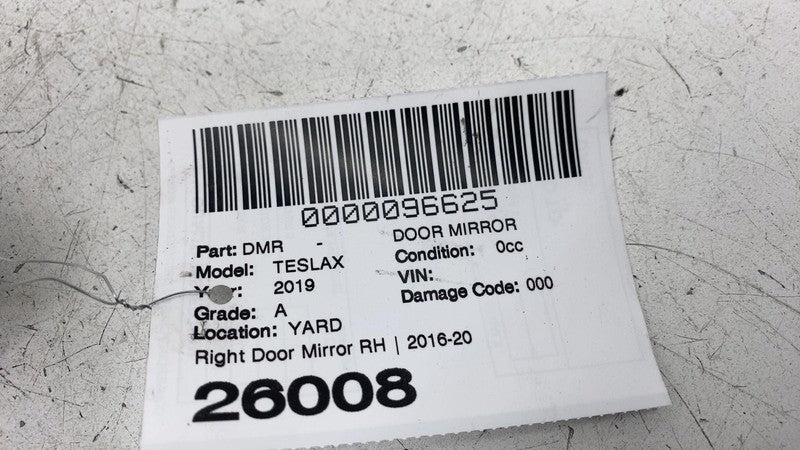 0000096625
Part: DMR - DOOR MIRROR
Model: TESLAX Condition: 0cc
Year: 2019 VIN:
Grade: A Damage Code: 000
Location: YARD
Right Door Mirror RH | 2016-20
26008